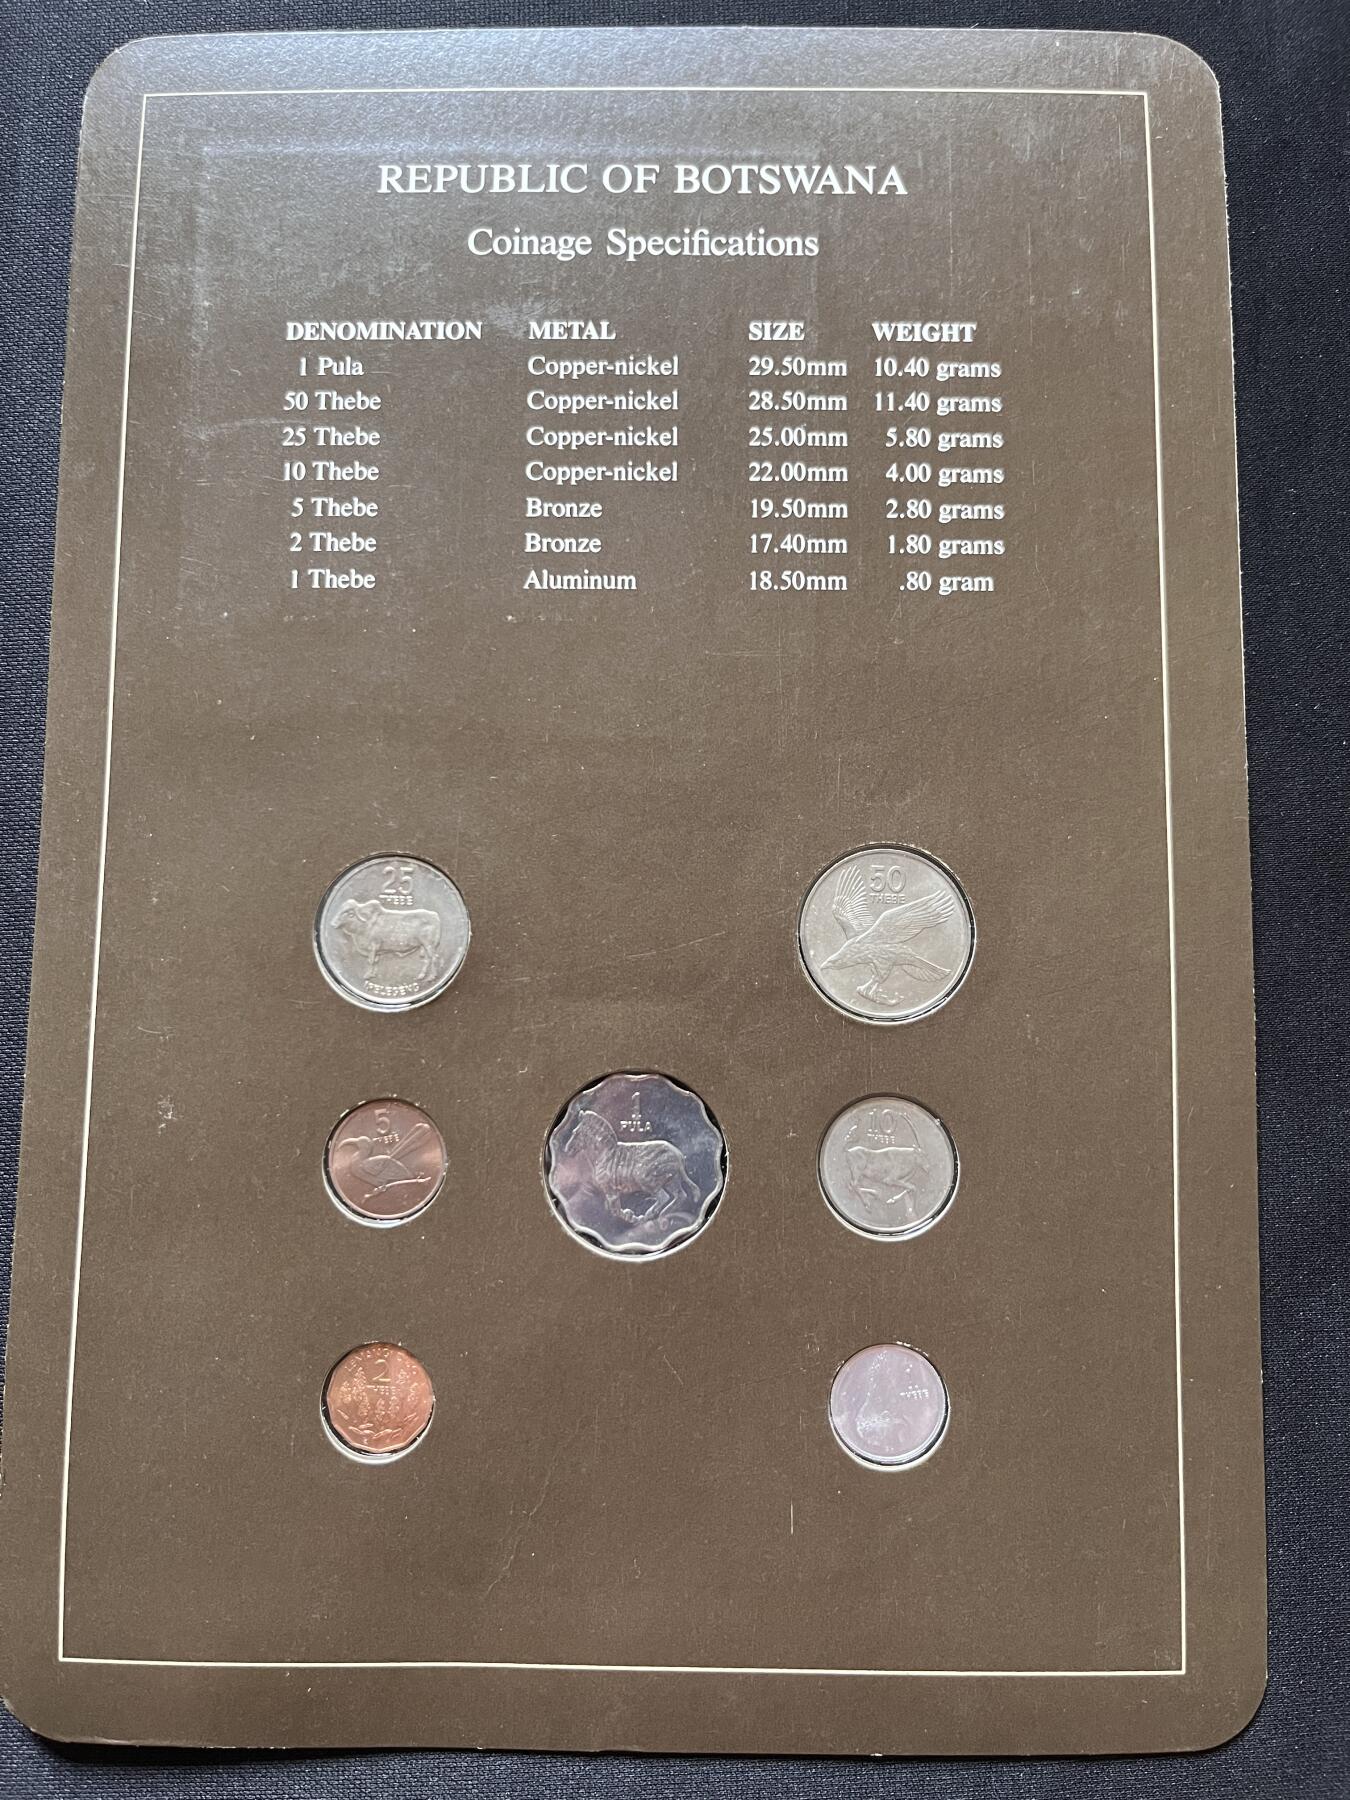 REPUBLIC OF BOTSWANA
Coinage Specifications
DENOMINATION METAL SIZE WEIGHT
1 Pula Copper-nickel 29.50mm 10.40 grams
50 Thebe Copper-nickel 28.50mm 11.40 grams
25 Thebe Copper-nickel 25.00mm 5.80 grams
10 Thebe Copper-nickel 22.00mm 4.00 grams
5 Thebe Bronze 19.50mm 2.80 grams
2 Thebe Bronze 17.40mm 1.80 grams
1 Thebe Aluminum 18.50mm .80 gram
25
THEBE
IPELEGENG
50
THEBE
5
THEBE
1
PULA
10
THEBE
2
THEBE
THEBE